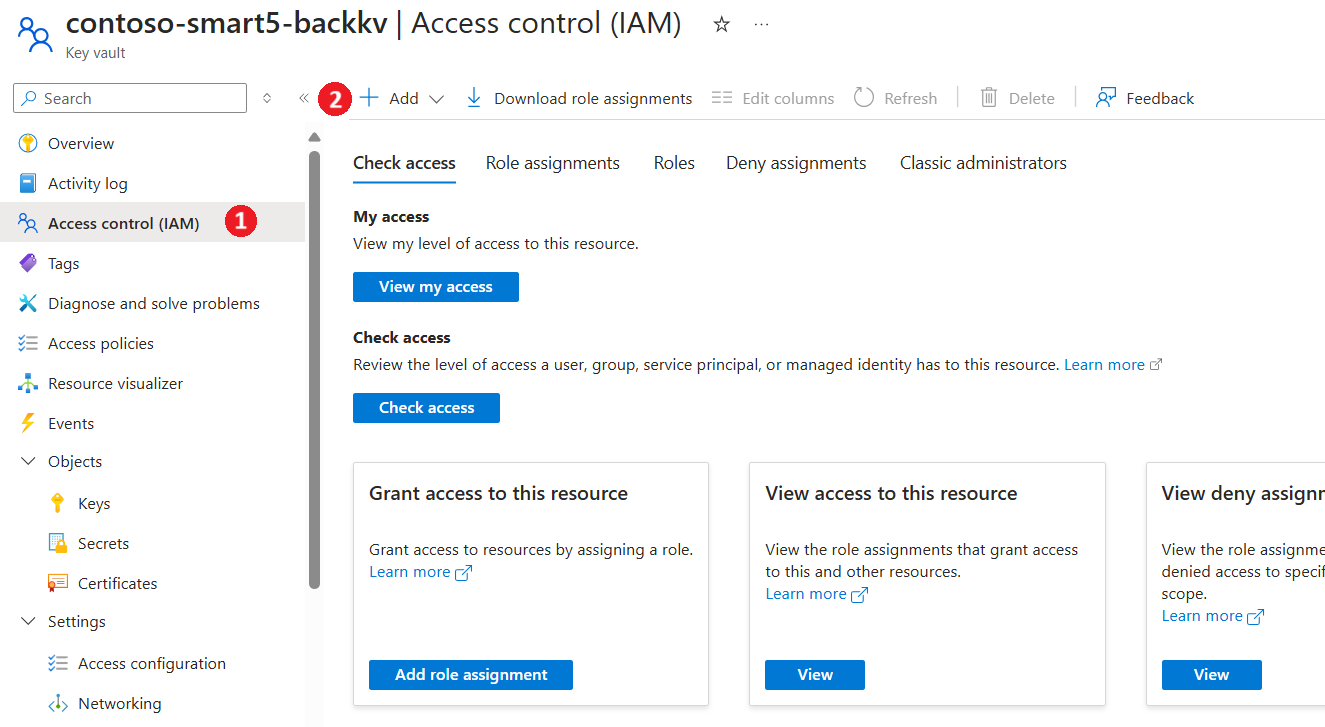 contoso-smart5-backkv | Access control (IAM) ☆ ···
Key vault
Search
2 Add Download role assignments Edit columns Refresh Delete Feedback
Overview
Activity log
Access control (IAM) 1
Tags
Diagnose and solve problems
Access policies
Resource visualizer
Events
Objects
Keys
Secrets
Certificates
Settings
Access configuration
Networking
Check access Role assignments Roles Deny assignments Classic administrators
My access
View my level of access to this resource.
View my access
Check access
Review the level of access a user, group, service principal, or managed identity has to this resource. Learn more
Check access
Grant access to this resource
Grant access to resources by assigning a role.
Learn more
Add role assignment
View access to this resource
View the role assignments that grant access
to this and other resources.
Learn more
View
View deny assignm
View the role assignme
denied access to specif
scope.
Learn more
View